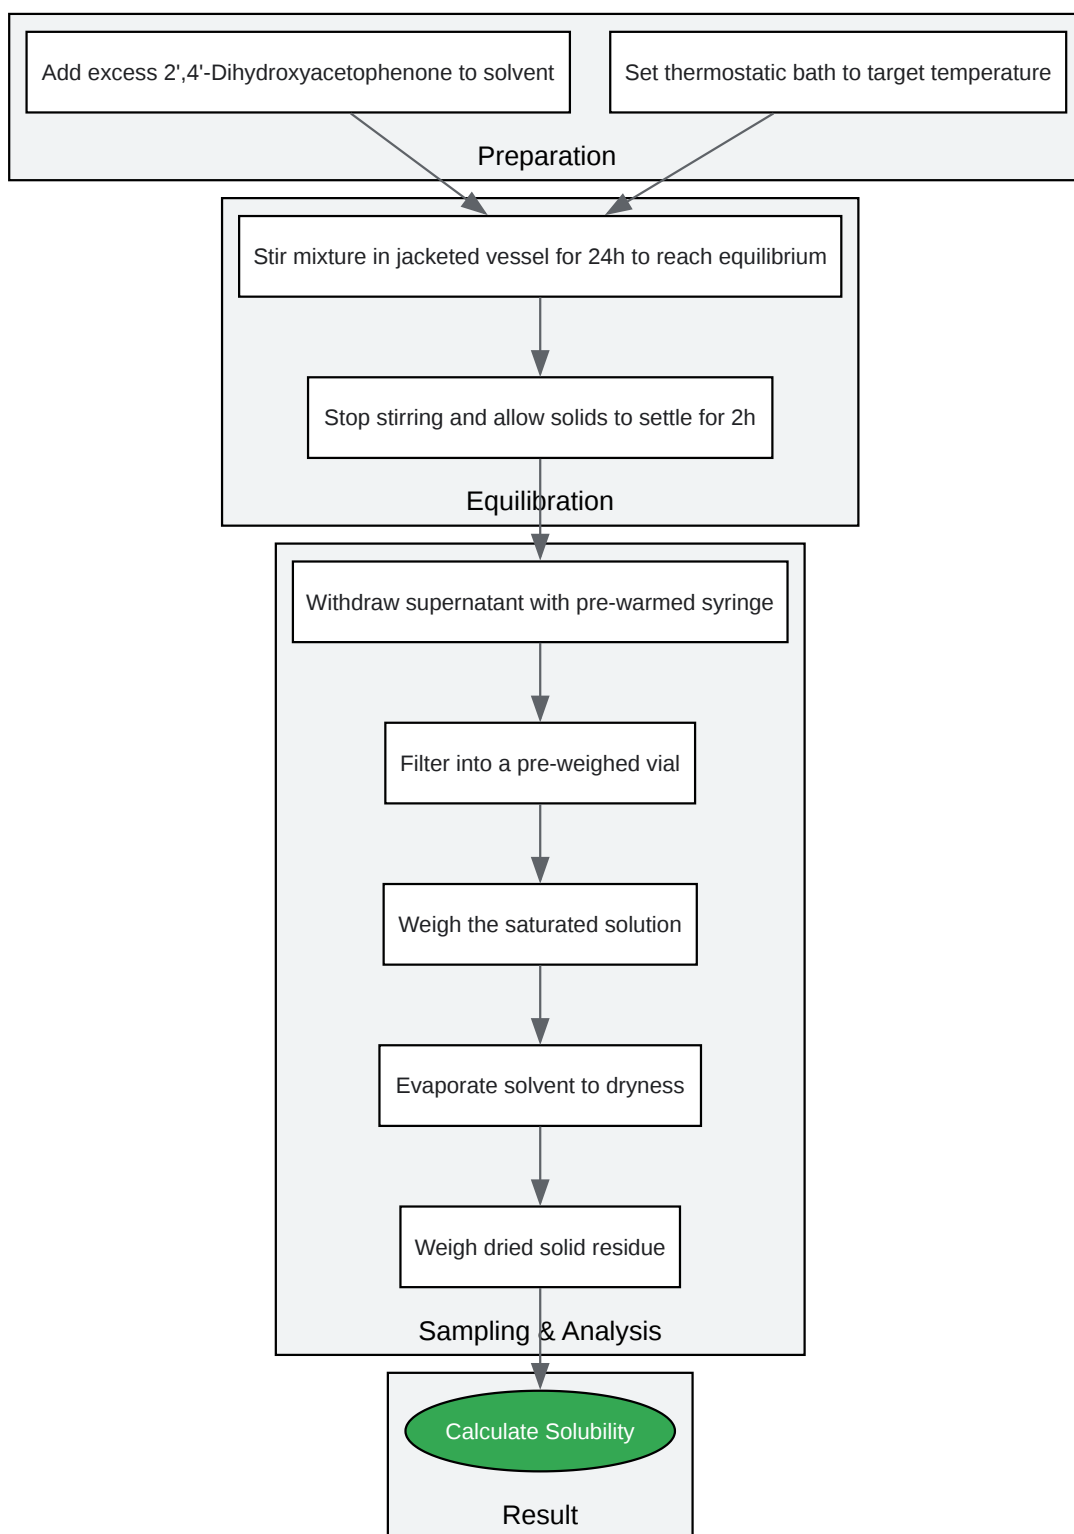 Add excess 2',4'-Dihydroxyacetophenone to solvent
Set thermostatic bath to target temperature
Preparation
Stir mixture in jacketed vessel for 24h to reach equilibrium
Stop stirring and allow solids to settle for 2h
Equilibration
Withdraw supernatant with pre-warmed syringe
Filter into a pre-weighed vial
Weigh the saturated solution
Evaporate solvent to dryness
Weigh dried solid residue
Sampling & Analysis
Calculate Solubility
Result